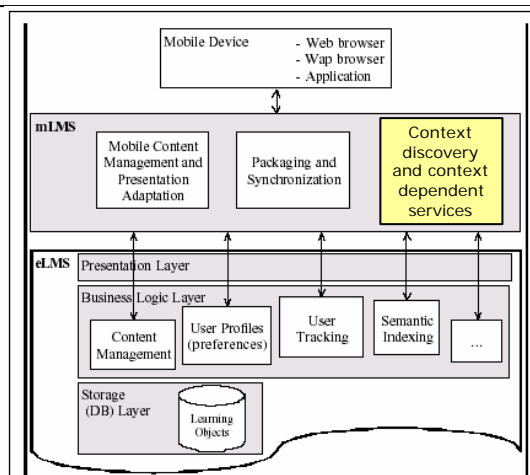 Mobile Device
- Web browser
- Wap browser
- Application
mLMS
Mobile Content
Management and
Presentation
Adaptation
Packaging and
Synchronization
Context
discovery
and context
dependent
services
eLMS
Presentation Layer
Business Logic Layer
Content
Management
User Profiles
(preferences)
User
Tracking
Semantic
Indexing
...
Storage
(DB) Layer
Learning
Objects